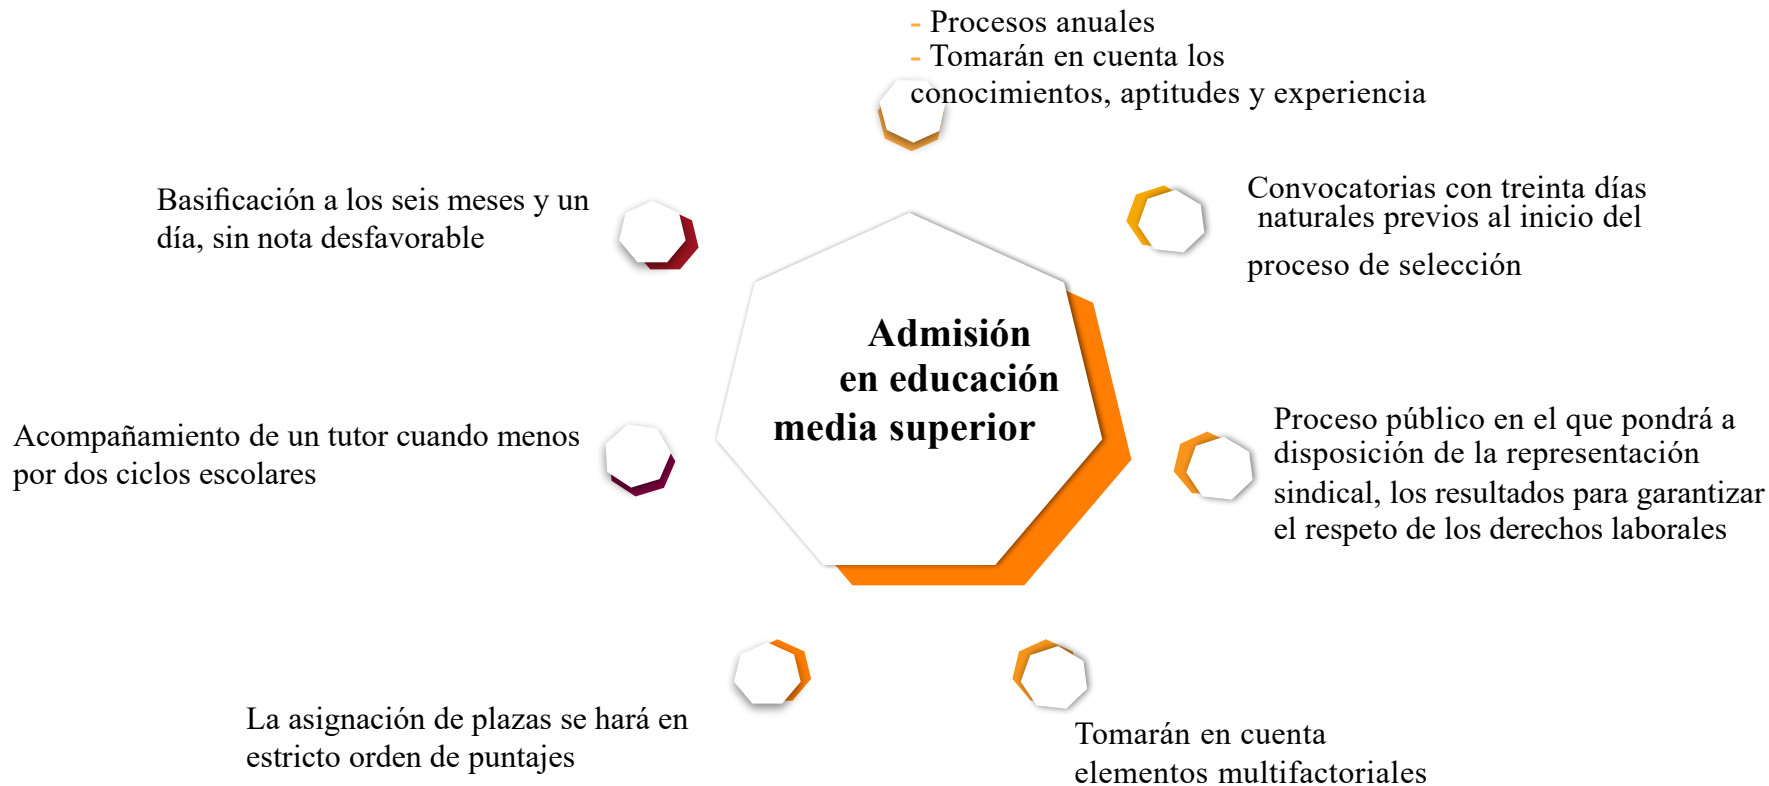 - Procesos anuales
- Tomarán en cuenta los
conocimientos, aptitudes y experiencia
Convocatorias con treinta días
naturales previos al inicio del
proceso de selección
Basificación a los seis meses y un
día, sin nota desfavorable
Admisión
en educación
media superior
Proceso público en el que pondrá a
disposición de la representación
sindical, los resultados para garantizar
el respeto de los derechos laborales
Acompañamiento de un tutor cuando menos
por dos ciclos escolares
La asignación de plazas se hará en
estricto orden de puntajes
Tomarán en cuenta
elementos multifactoriales